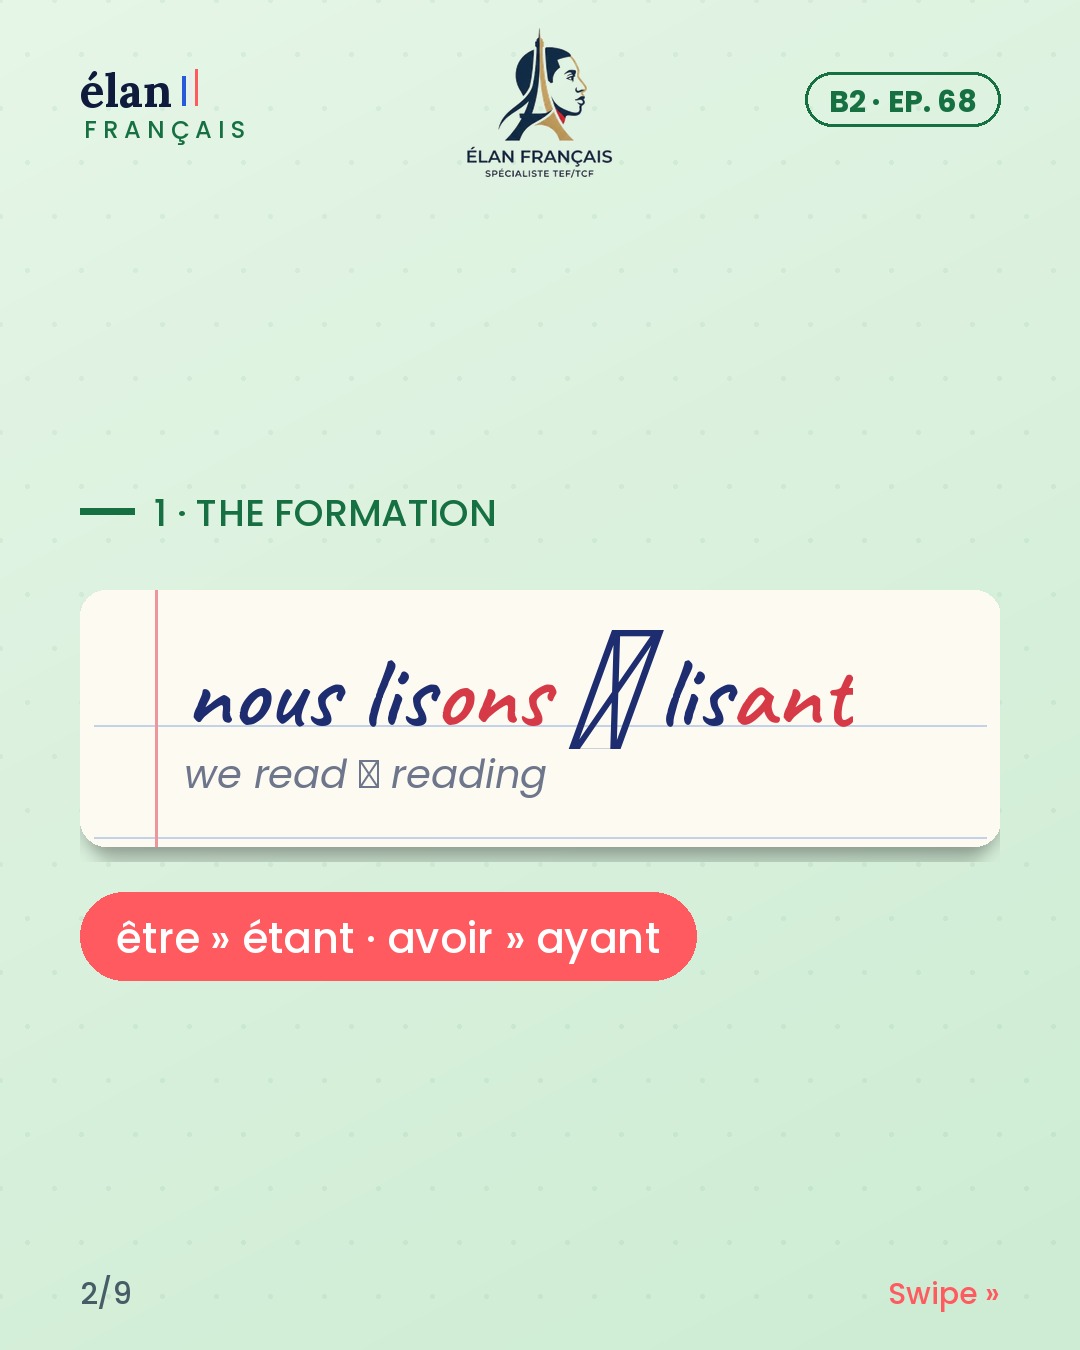 élan
FRANÇAIS
ÉLAN FRANÇAIS
SPÉCIALISTE TEF/TCF
B2 · EP. 68
1 · THE FORMATION
nous lisons lisant
we read reading
être » étant · avoir » ayant
2/9
Swipe »